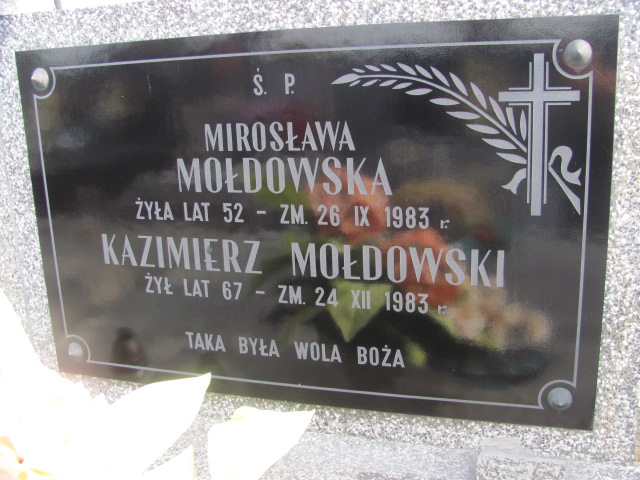 Ś. P.
MIROSŁAWA
MOŁDOWSKA
ŻYŁA LAT 52 - ZM. 26 IX 1983 r.
KAZIMIERZ MOŁDOWSKI
ŻYŁ LAT 67 - ZM. 24 XII 1983 r.
TAKA BYŁA WOLA BOŻA